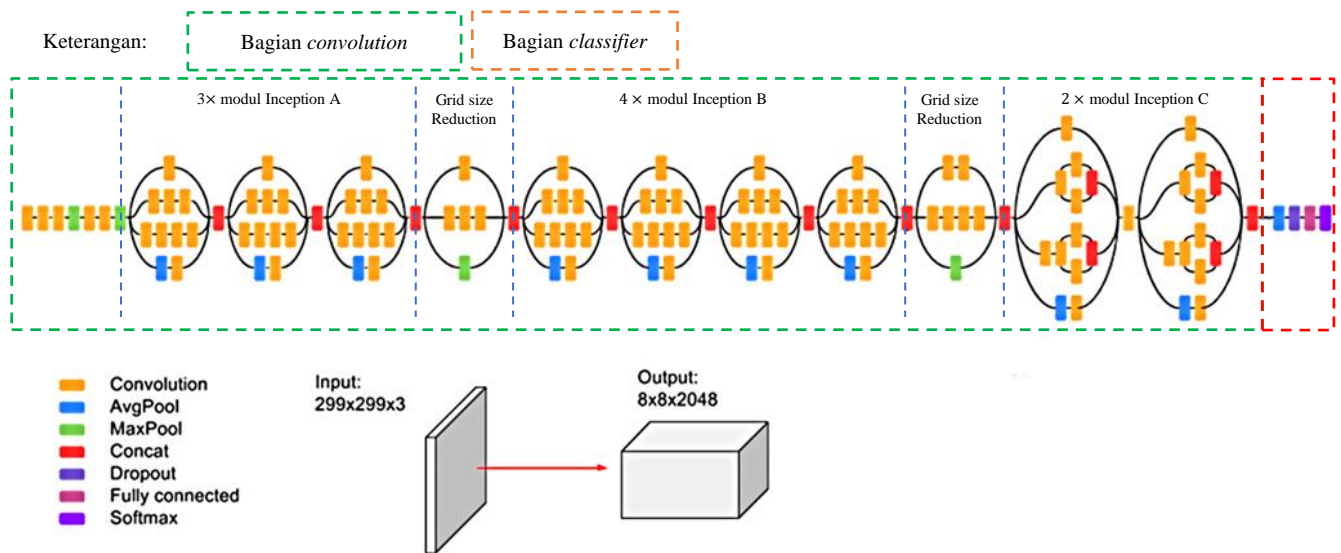 Keterangan:
Bagian convolution
Bagian classifier
3× modul Inception A
Grid size
Reduction
4 × modul Inception B
Grid size
Reduction
2 × modul Inception C
Convolution
AvgPool
MaxPool
Concat
Dropout
Fully connected
Softmax
Input:
299x299x3
Output:
8x8x2048